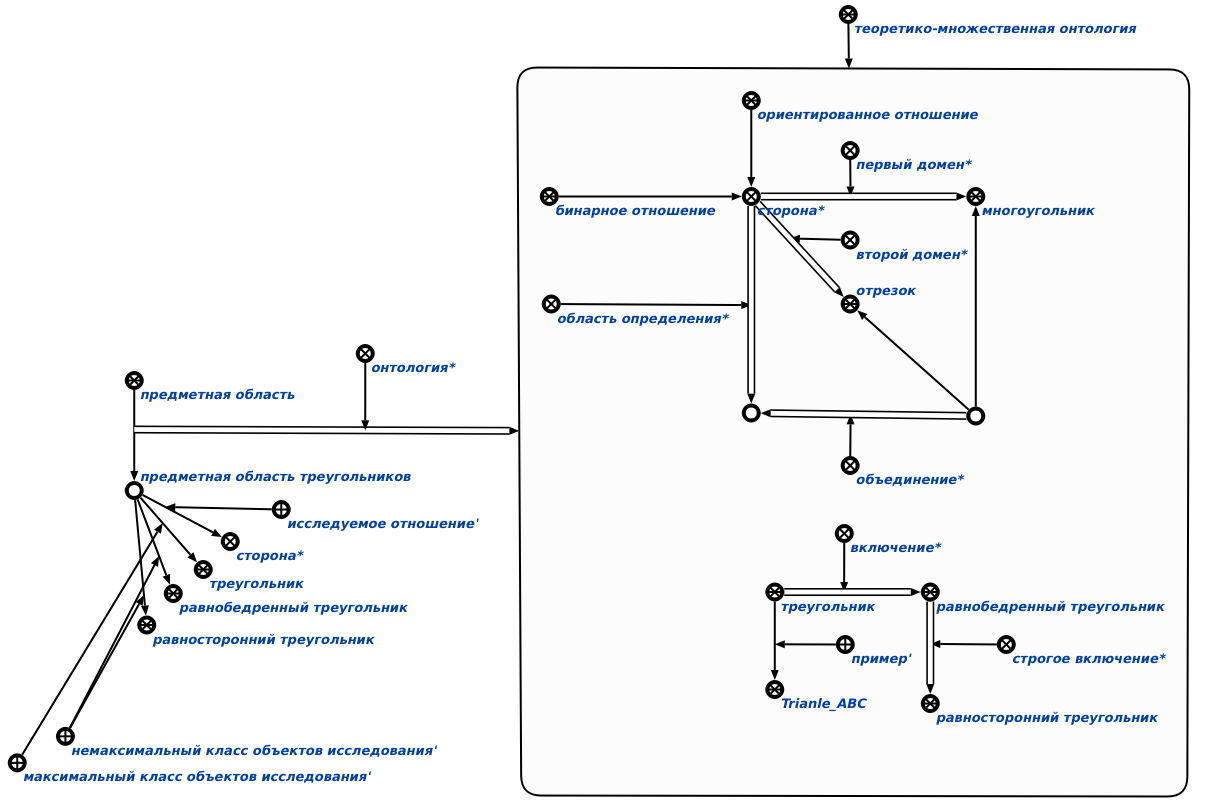 теоретико-множественная онтология
ориентированное отношение
первый домен*
бинарное отношение
сторона*
многоугольник
второй домен*
отрезок
область определения*
онтология*
предметная область
предметная область треугольников
объединение*
исследуемое отношение'
сторона*
включение*
треугольник
равнобедренный треугольник
треугольник
равнобедренный треугольник
равносторонний треугольник
пример'
строгое включение*
Trianle_ABC
равносторонний треугольник
немаксимальный класс объектов исследования'
максимальный класс объектов исследования'